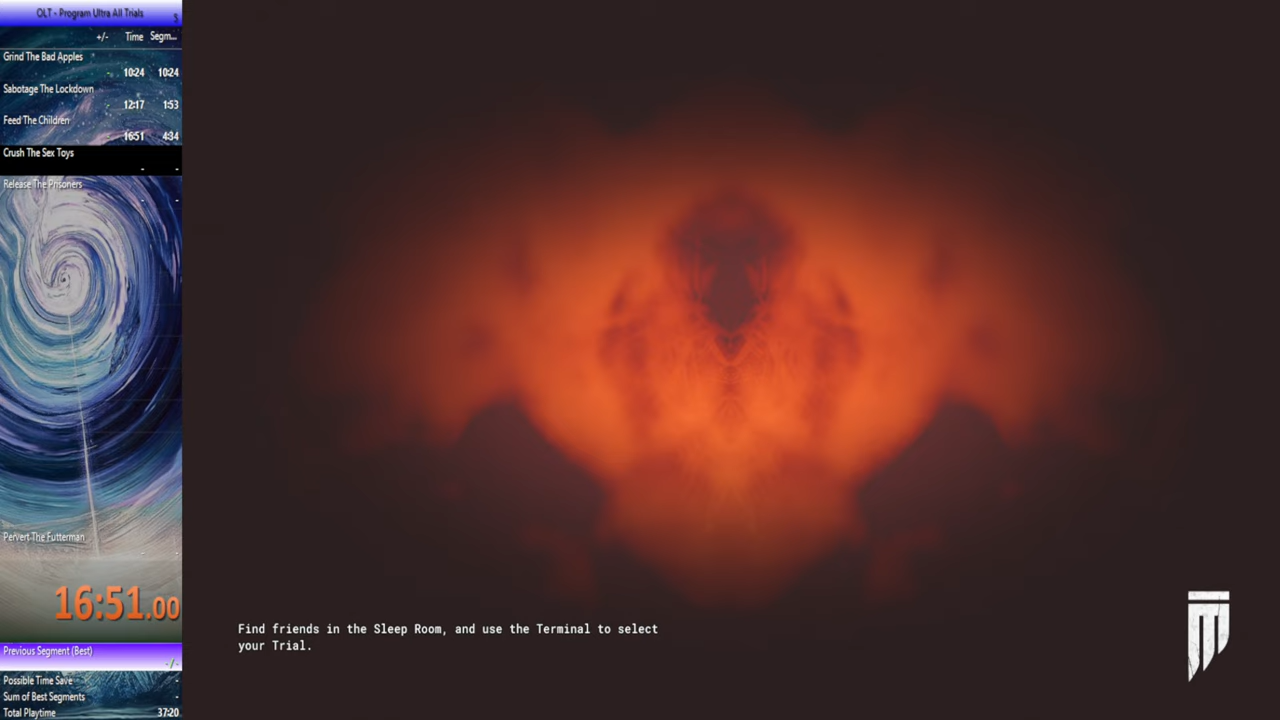 OLT - Program Ultra All Trials
5
+/- Time Segm...
Grind The Bad Apples
- 10:24 10:24
Sabotage The Lockdown
- 12:17 1:53
Feed The Children
- 16:51 4:34
Crush The Sex Toys
- -
Release The Prisoners
- -
Pervert The Futterman
- -
16:51.00
Previous Segment (Best)
- / -
Possible Time Save -
Sum of Best Segments -
Total Playtime 37:20
Find friends in the Sleep Room, and use the Terminal to select
your Trial.